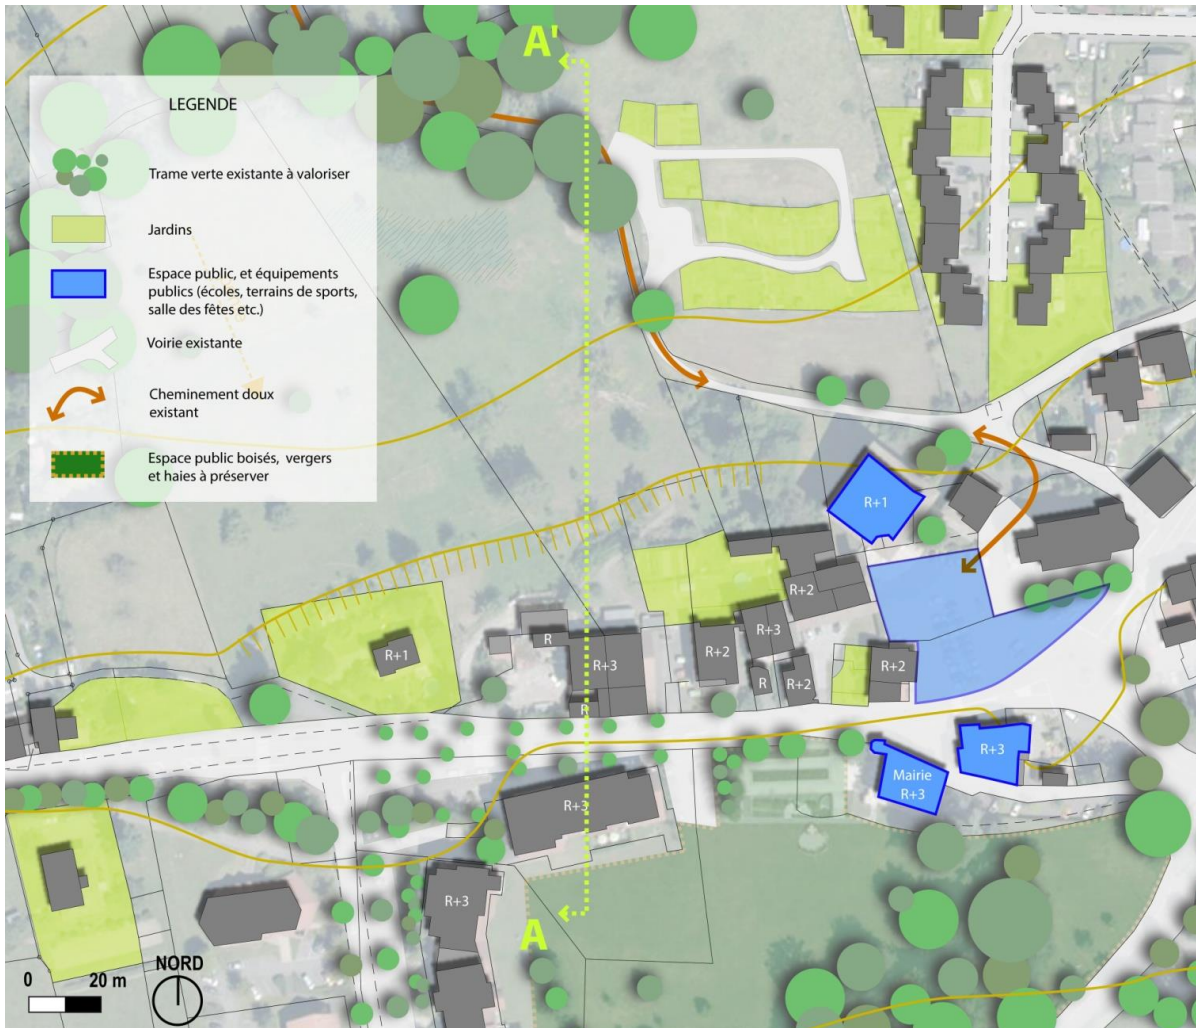 A'
LEGENDE
Trame verte existante à valoriser
Jardins
Espace public, et équipements
publics (écoles, terrains de sports,
salle des fêtes etc.)
Voirie existante
Cheminement doux
existant
Espace public boisés, vergers
et haies à préserver
R+1
R+2
R+3
R
R+1
R+3
R+2
R+2
R
R+2
R
R+3
Mairie
R+3
R+3
R+3
A
NORD
0 20 m